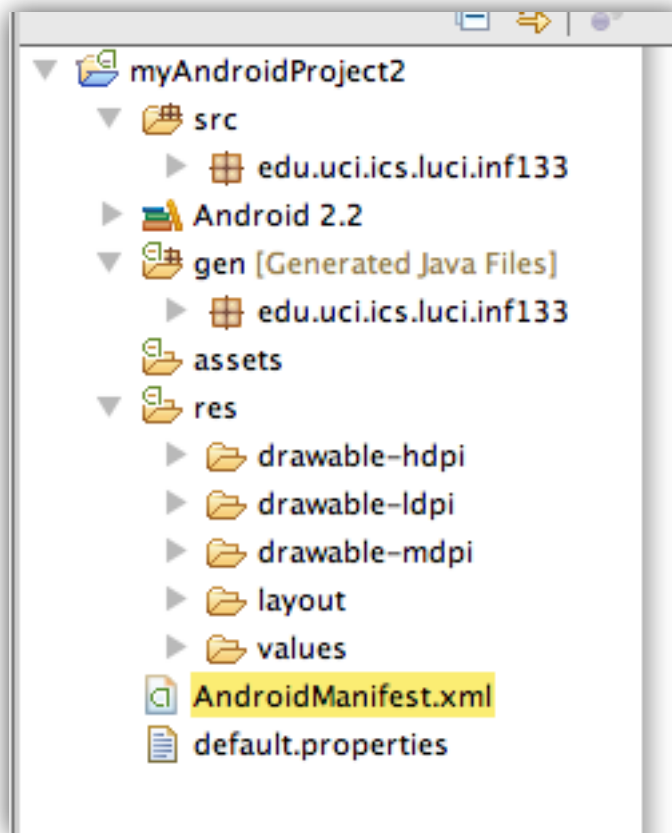 myAndroidProject2
src
edu.uci.ics.luci.inf133
Android 2.2
gen [Generated Java Files]
edu.uci.ics.luci.inf133
assets
res
drawable-hdpi
drawable-ldpi
drawable-mdpi
layout
values
AndroidManifest.xml
default.properties